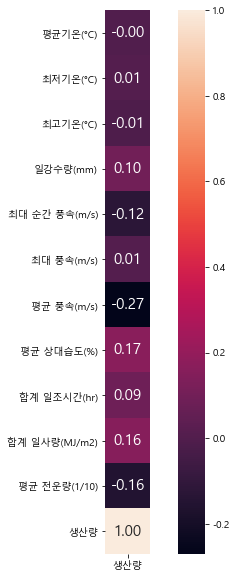 평균기온(°C) -0.00
최저기온(°C) 0.01
최고기온(°C) -0.01
일강수량(mm) 0.10
최대 순간 풍속(m/s) -0.12
최대 풍속(m/s) 0.01
평균 풍속(m/s) -0.27
평균 상대습도(%) 0.17
합계 일조시간(hr) 0.09
합계 일사량(MJ/m2) 0.16
평균 전운량(1/10) -0.16
생산량 1.00
생산량
1.0
0.8
0.6
0.4
0.2
0.0
-0.2